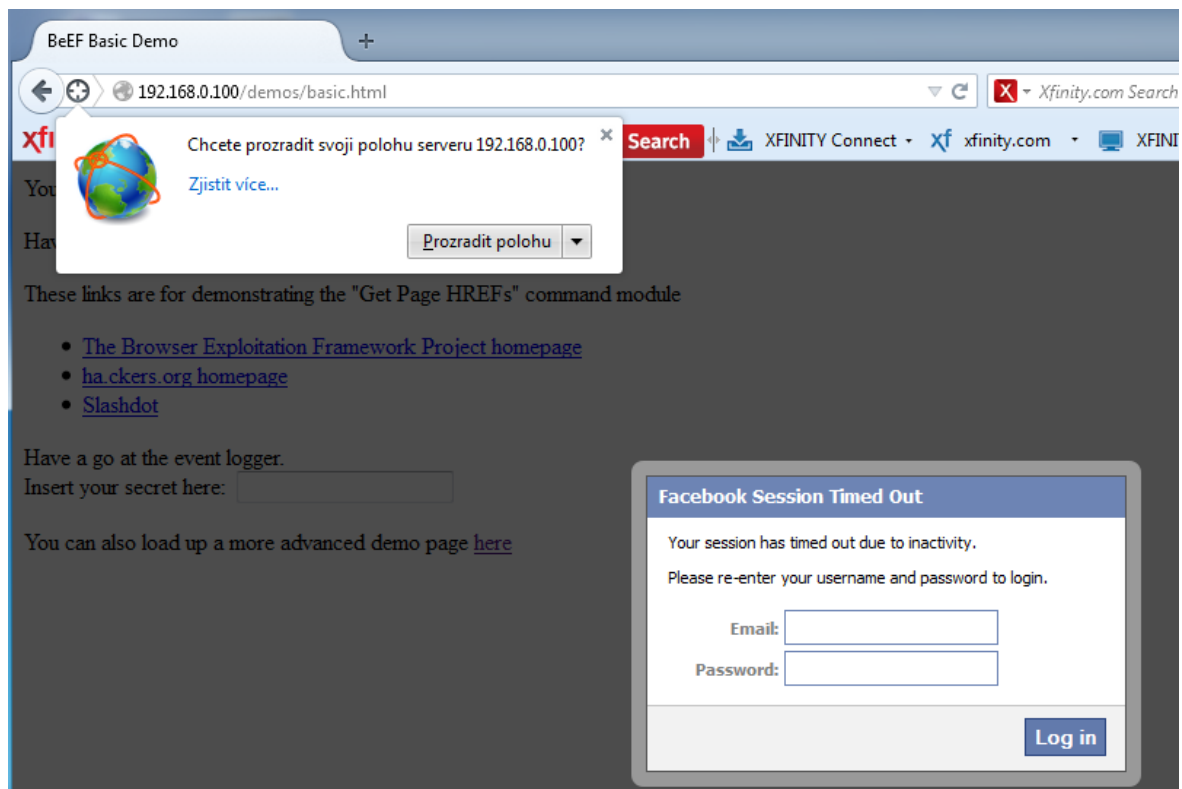 BeEF Basic Demo
192.168.0.100/demos/basic.html
Xfinity.com Search
xfi
Chcete prozradit svoji polohu serveru 192.168.0.100?
Search
XFINITY Connect
xf xfinity.com
XFINI
Zjistit více...
Prozradit polohu
You
Hav
These links are for demonstrating the "Get Page HREFs" command module
The Browser Exploitation Framework Project homepage
ha.ckers.org homepage
Slashdot
Have a go at the event logger.
Insert your secret here:
You can also load up a more advanced demo page here
Facebook Session Timed Out
Your session has timed out due to inactivity.
Please re-enter your username and password to login.
Email:
Password:
Log in